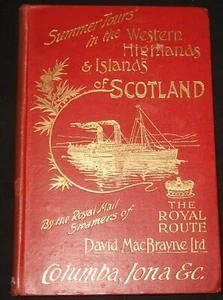 Summer Tours
in the Western
Highlands
& Islands
of SCOTLAND
By the Royal Mail
Steamers of
THE
ROYAL
ROUTE
David MacBrayne Ltd
Columba, Iona &c.